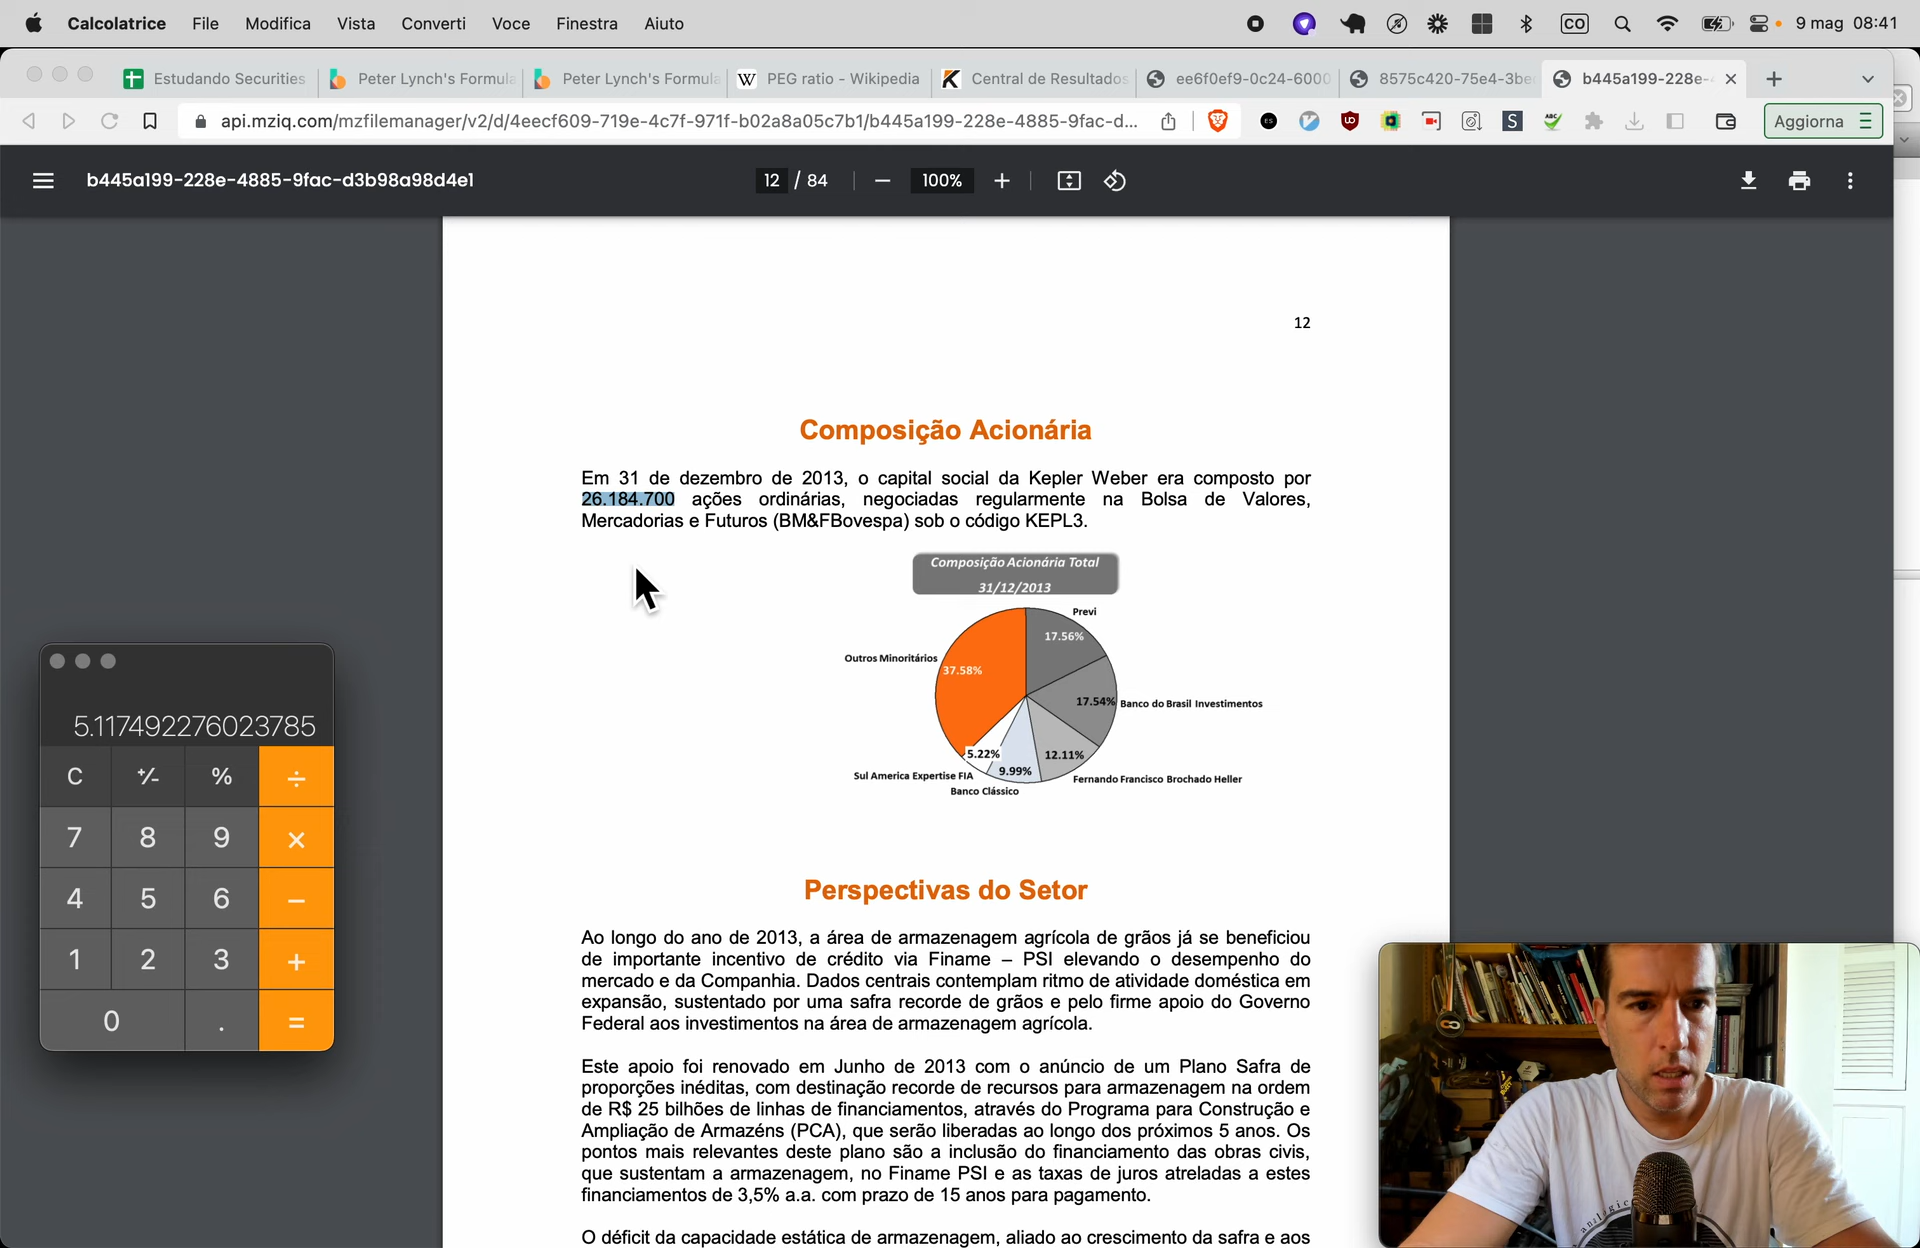 Calcolatrice File Modifica Vista Converti Voce Finestra Aiuto CO 9 mag 08:41
Estudando Securities Peter Lynch's Formula Peter Lynch's Formula W PEG ratio - Wikipedia Central de Resultados ee6f0ef9-0c24-6000 8575c420-75e4-3be b445a199-228e-
api.mziq.com/mzfilemanager/v2/d/4eecf609-719e-4c7f-971f-b02a8a05c7b1/b445a199-228e-4885-9fac-d... Aggiorna
b445a199-228e-4885-9fac-d3b98a98d4e1 12 / 84 100%
12
Composição Acionária
Em 31 de dezembro de 2013, o capital social da Kepler Weber era composto por
26.184.700 ações ordinárias, negociadas regularmente na Bolsa de Valores,
Mercadorias e Futuros (BM&FBovespa) sob o código KEPL3.
Composição Acionária Total
31/12/2013
Previ
17.56%
Outros Minoritários
37.58%
17.54% Banco do Brasil Investimentos
5.22%
12.11%
9.99%
Sul America Expertise FIA
Fernando Francisco Brochado Heller
Banco Clássico
Perspectivas do Setor
Ao longo do ano de 2013, a área de armazenagem agrícola de grãos já se beneficiou
de importante incentivo de crédito via Finame – PSI elevando o desempenho do
mercado e da Companhia. Dados centrais contemplam ritmo de atividade doméstica em
expansão, sustentado por uma safra recorde de grãos e pelo firme apoio do Governo
Federal aos investimentos na área de armazenagem agrícola.
Este apoio foi renovado em Junho de 2013 com o anúncio de um Plano Safra de
proporções inéditas, com destinação recorde de recursos para armazenagem na ordem
de R$ 25 bilhões de linhas de financiamentos, através do Programa para Construção e
Ampliação de Armazéns (PCA), que serão liberadas ao longo dos próximos 5 anos. Os
pontos mais relevantes deste plano são a inclusão do financiamento das obras civis,
que sustentam a armazenagem, no Finame PSI e as taxas de juros atreladas a estes
financiamentos de 3,5% a.a. com prazo de 15 anos para pagamento.
O déficit da capacidade estática de armazenagem, aliado ao crescimento da safra e aos
5.117492276023785
C +/- % ÷
7 8 9 ×
4 5 6 −
1 2 3 +
0 . =